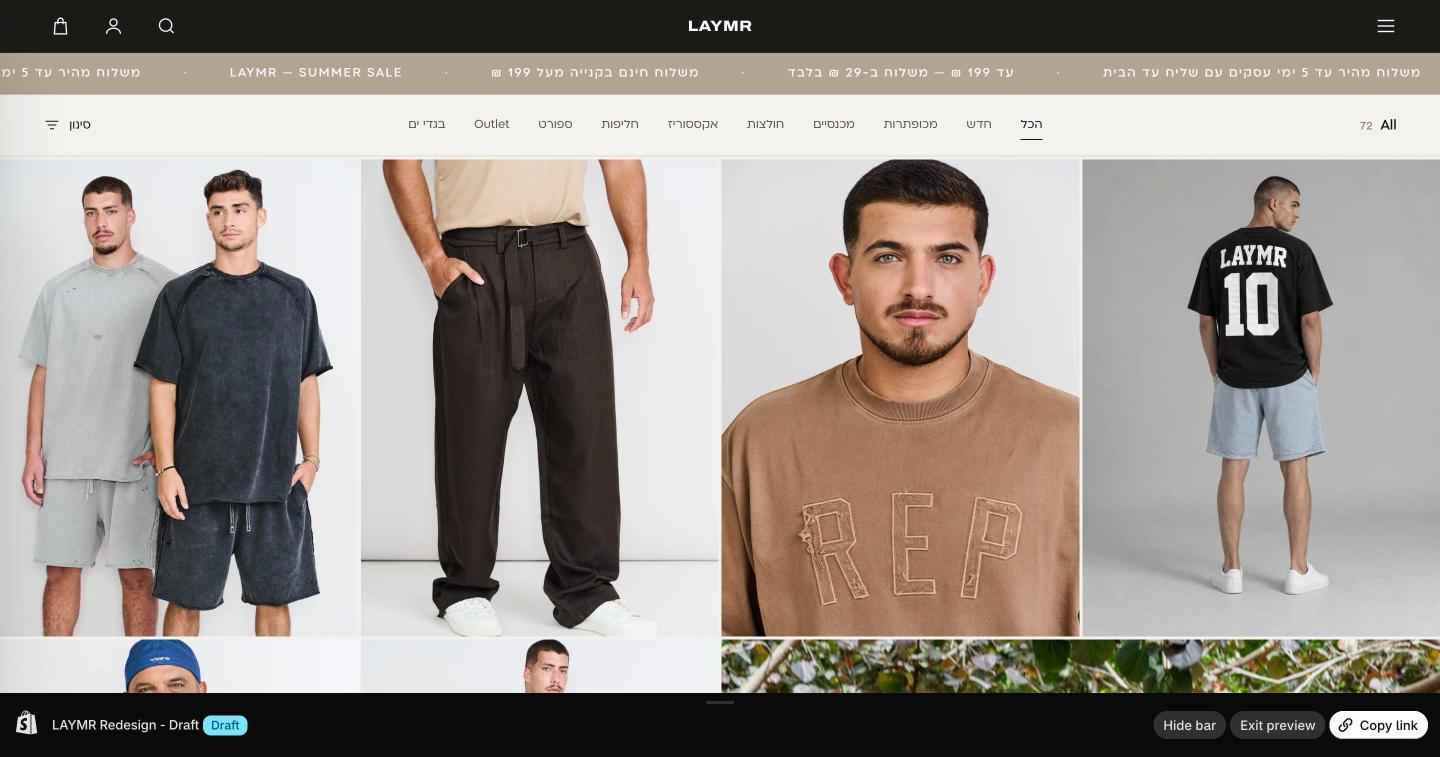 LAYMR
משלוח מהיר עד 5 ימי עסקים עם שליח עד הבית · עד 199 ₪ — משלוח ב-29 ₪ בלבד · משלוח חינם בקנייה מעל 199 ₪ · LAYMR — SUMMER SALE · משלוח מהיר עד 5 ימי
All 72
הכל חדש מכופתרות מכנסיים חולצות אקססוריז חליפות ספורט Outlet בגדי ים
סינון
LAYMR
10
REP
LAYMR Redesign - Draft Draft
Hide bar Exit preview Copy link